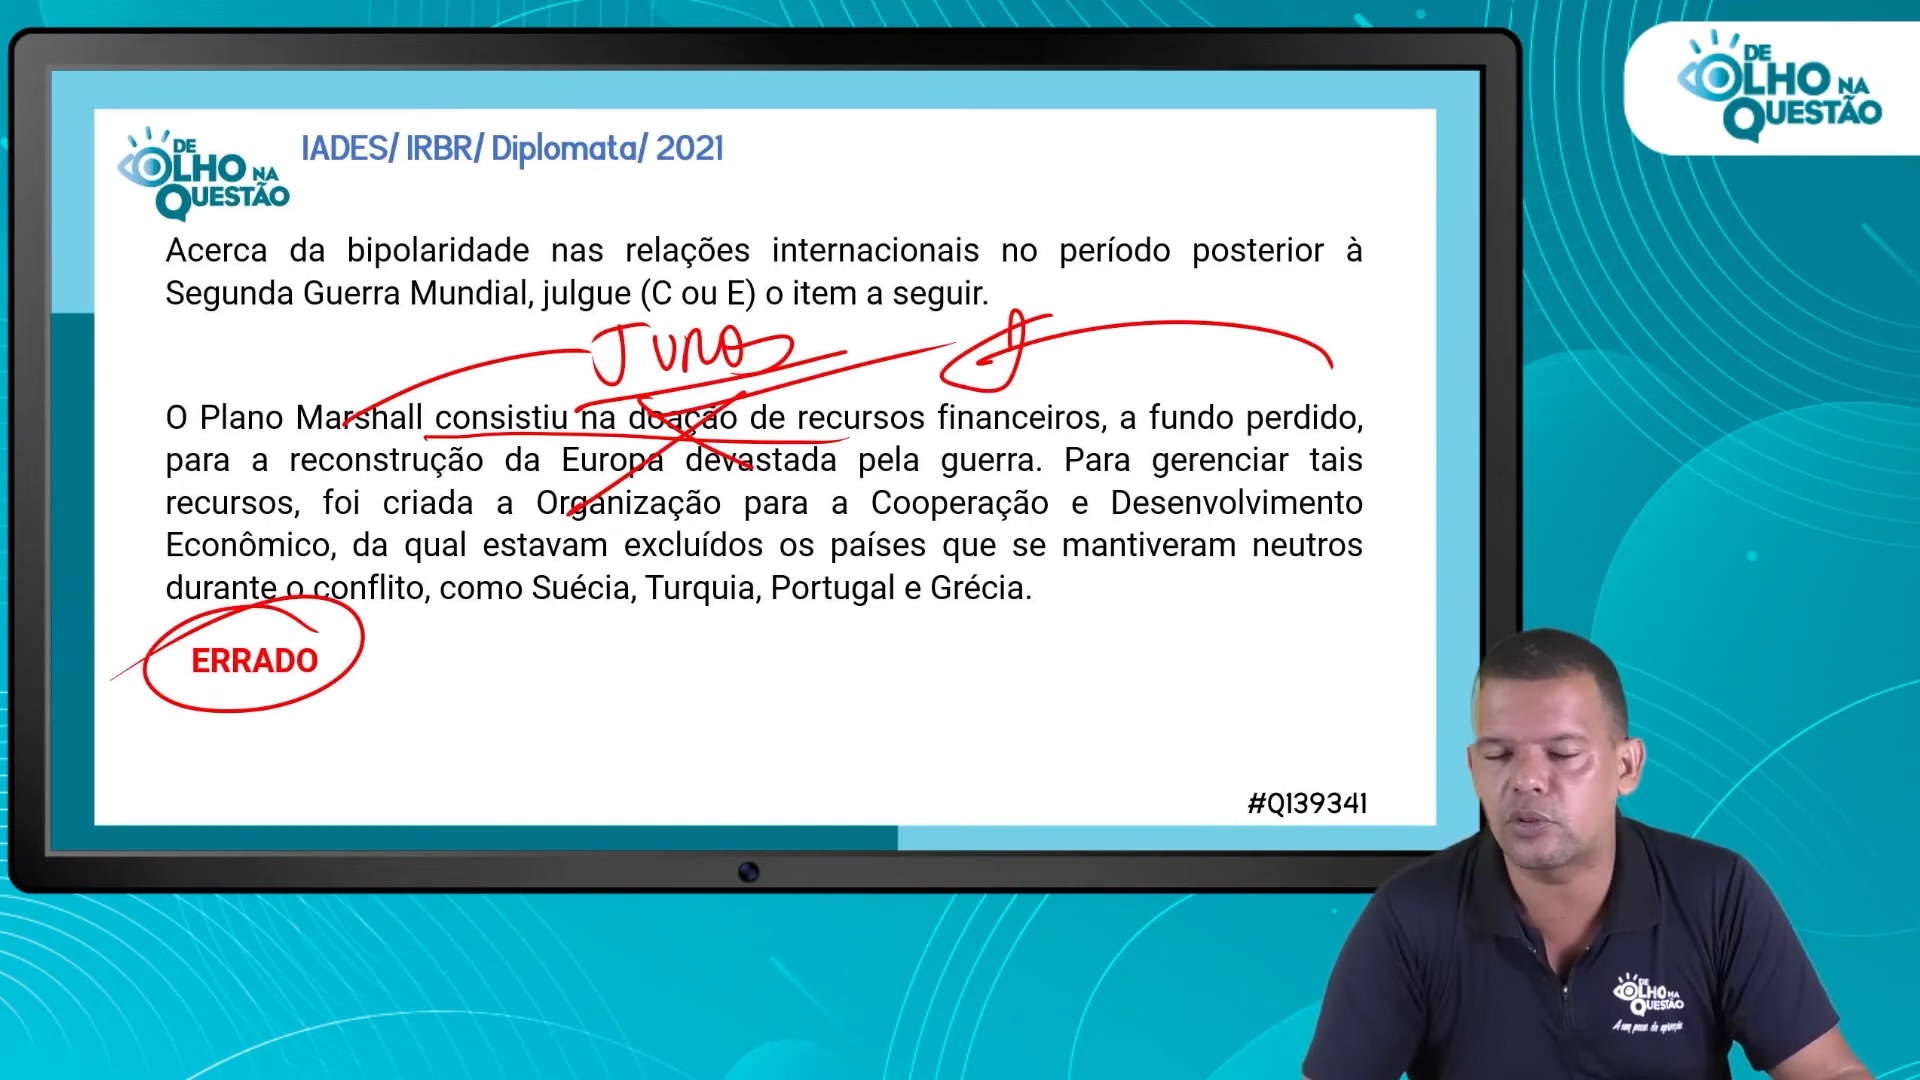 DE
OLHO NA
QUESTÃO
DE
OLHO NA
QUESTÃO
IADES/ IRBR/ Diplomata/ 2021
Acerca da bipolaridade nas relações internacionais no período posterior à
Segunda Guerra Mundial, julgue (C ou E) o item a seguir.
JUROS
O Plano Marshall consistiu na doação de recursos financeiros, a fundo perdido,
para a reconstrução da Europa devastada pela guerra. Para gerenciar tais
recursos, foi criada a Organização para a Cooperação e Desenvolvimento
Econômico, da qual estavam excluídos os países que se mantiveram neutros
durante o conflito, como Suécia, Turquia, Portugal e Grécia.
ERRADO
#Q139341
DE
OLHO NA
QUESTÃO